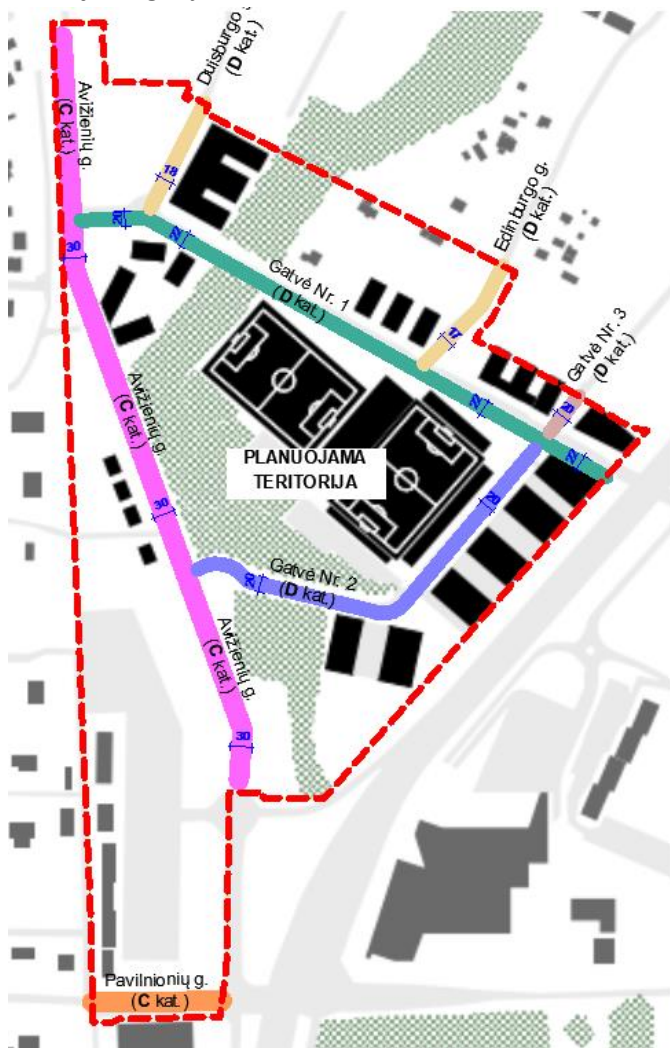 Duisburgo g.
(D kat.)
Avižienių g.
(C kat.)
18
20
22
30
Edinburgo g.
(D kat.)
Gatvė Nr. 1
(D kat.)
17
Gatvė Nr. 3
(D kat.)
22
22
Avižienių g.
(C kat.)
PLANUOJAMA
TERITORIJA
20
30
Gatvė Nr. 2
(D kat.)
20
Avižienių g.
(C kat.)
30
Pavilnionių g.
(C kat.)